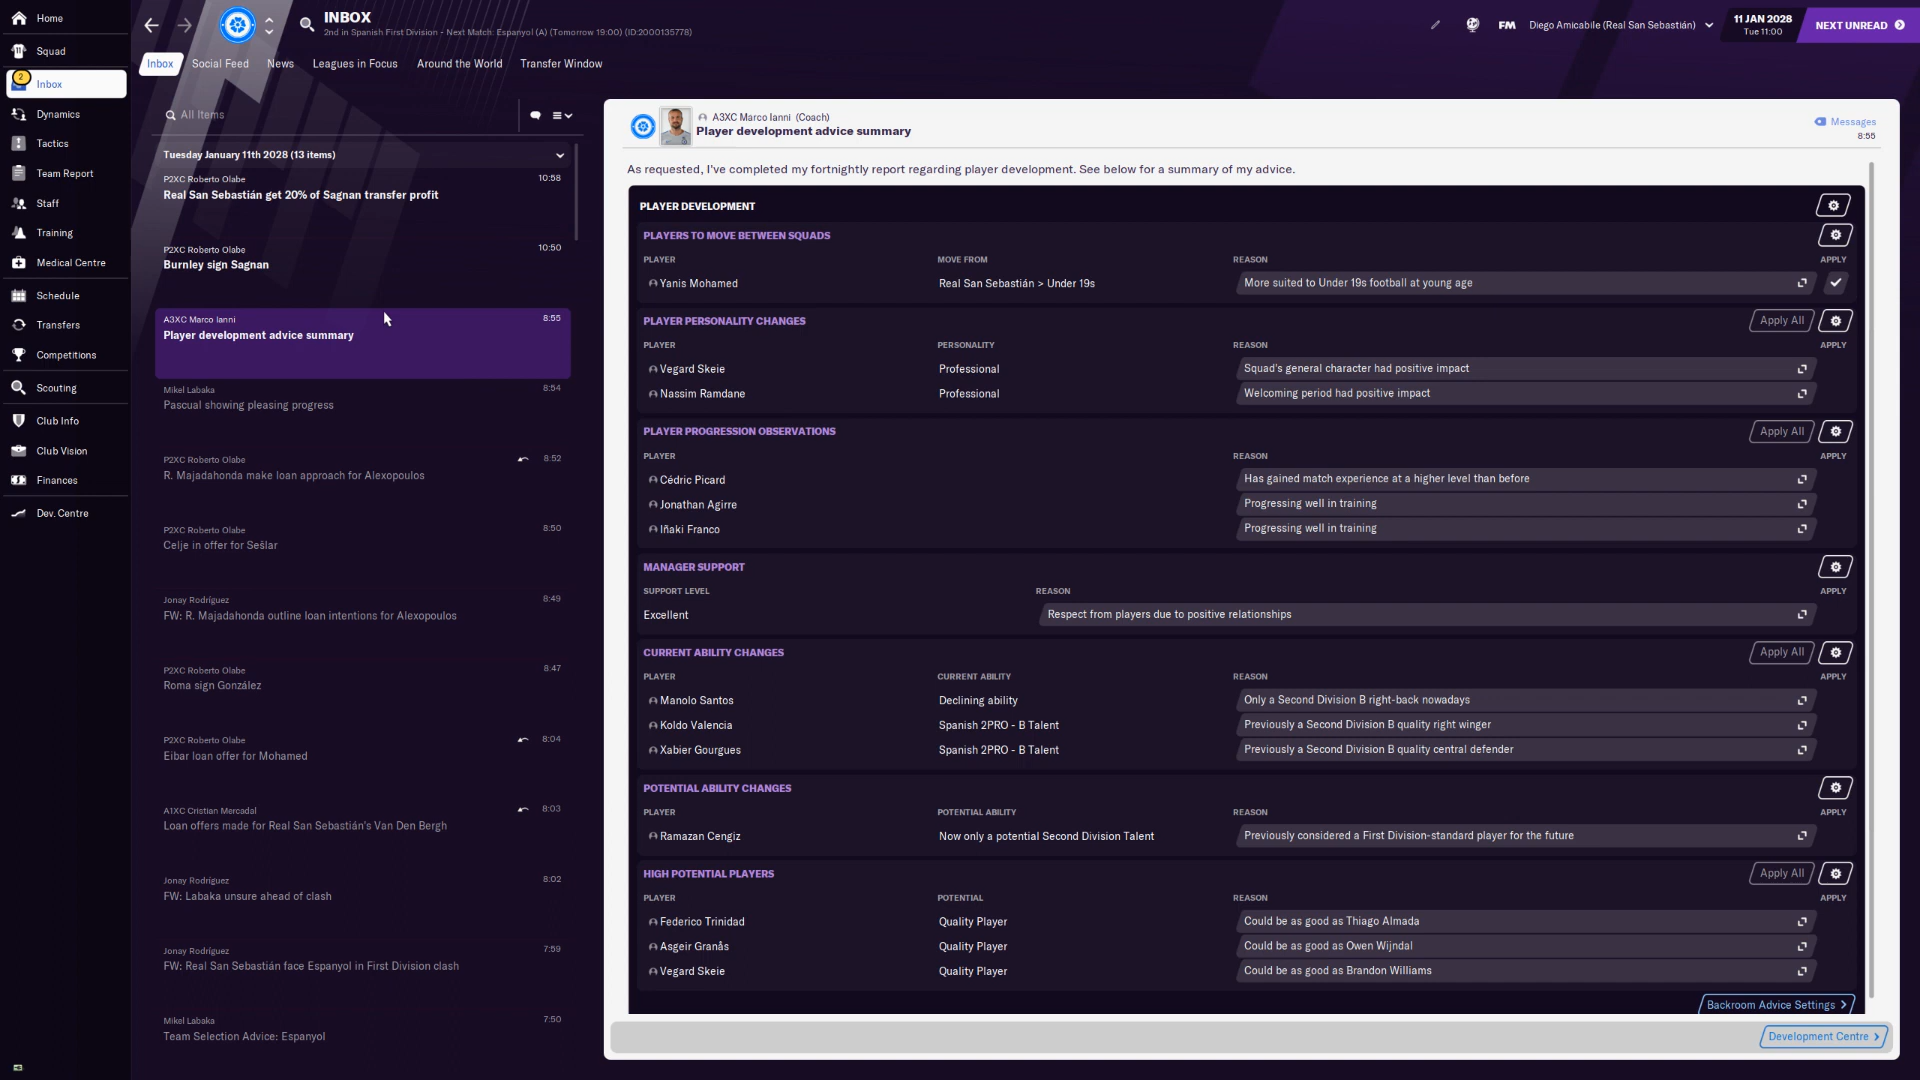 Home
Squad
2
Inbox
Dynamics
Tactics
Team Report
Staff
Training
Medical Centre
Schedule
Transfers
Competitions
Scouting
Club Info
Club Vision
Finances
Dev. Centre
INBOX
2nd in Spanish First Division - Next Match: Espanyol (A) (Tomorrow 19:00) (ID:2000135778)
FM
Diego Amicabile (Real San Sebastián)
11 JAN 2028
Tue 11:00
NEXT UNREAD
Inbox
Social Feed
News
Leagues in Focus
Around the World
Transfer Window
All Items
Tuesday January 11th 2028 (13 items)
P2XC Roberto Olabe 10:58
Real San Sebastián get 20% of Sagnan transfer profit
P2XC Roberto Olabe 10:50
Burnley sign Sagnan
A3XC Marco Ianni 8:55
Player development advice summary
Mikel Labaka 8:54
Pascual showing pleasing progress
P2XC Roberto Olabe 8:52
R. Majadahonda make loan approach for Alexopoulos
P2XC Roberto Olabe 8:50
Celje in offer for Sešlar
Jonay Rodríguez 8:49
FW: R. Majadahonda outline loan intentions for Alexopoulos
P2XC Roberto Olabe 8:47
Roma sign González
P2XC Roberto Olabe 8:04
Eibar loan offer for Mohamed
A1XC Cristian Mercadal 8:03
Loan offers made for Real San Sebastián's Van Den Bergh
Jonay Rodríguez 8:02
FW: Labaka unsure ahead of clash
Jonay Rodríguez 7:59
FW: Real San Sebastián face Espanyol in First Division clash
Mikel Labaka 7:50
Team Selection Advice: Espanyol
A3XC Marco Ianni (Coach)
Player development advice summary
Messages
8:55
As requested, I've completed my fortnightly report regarding player development. See below for a summary of my advice.
PLAYER DEVELOPMENT
PLAYERS TO MOVE BETWEEN SQUADS
PLAYER MOVE FROM REASON APPLY
Yanis Mohamed Real San Sebastián > Under 19s More suited to Under 19s football at young age
PLAYER PERSONALITY CHANGES Apply All
PLAYER PERSONALITY REASON APPLY
Vegard Skeie Professional Squad's general character had positive impact
Nassim Ramdane Professional Welcoming period had positive impact
PLAYER PROGRESSION OBSERVATIONS Apply All
PLAYER REASON APPLY
Cédric Picard Has gained match experience at a higher level than before
Jonathan Agirre Progressing well in training
Iñaki Franco Progressing well in training
MANAGER SUPPORT
SUPPORT LEVEL REASON APPLY
Excellent Respect from players due to positive relationships
CURRENT ABILITY CHANGES Apply All
PLAYER CURRENT ABILITY REASON APPLY
Manolo Santos Declining ability Only a Second Division B right-back nowadays
Koldo Valencia Spanish 2PRO - B Talent Previously a Second Division B quality right winger
Xabier Gourgues Spanish 2PRO - B Talent Previously a Second Division B quality central defender
POTENTIAL ABILITY CHANGES
PLAYER POTENTIAL ABILITY REASON APPLY
Ramazan Cengiz Now only a potential Second Division Talent Previously considered a First Division-standard player for the future
HIGH POTENTIAL PLAYERS Apply All
PLAYER POTENTIAL REASON APPLY
Federico Trinidad Quality Player Could be as good as Thiago Almada
Asgeir Granås Quality Player Could be as good as Owen Wijndal
Vegard Skeie Quality Player Could be as good as Brandon Williams
Backroom Advice Settings
Development Centre